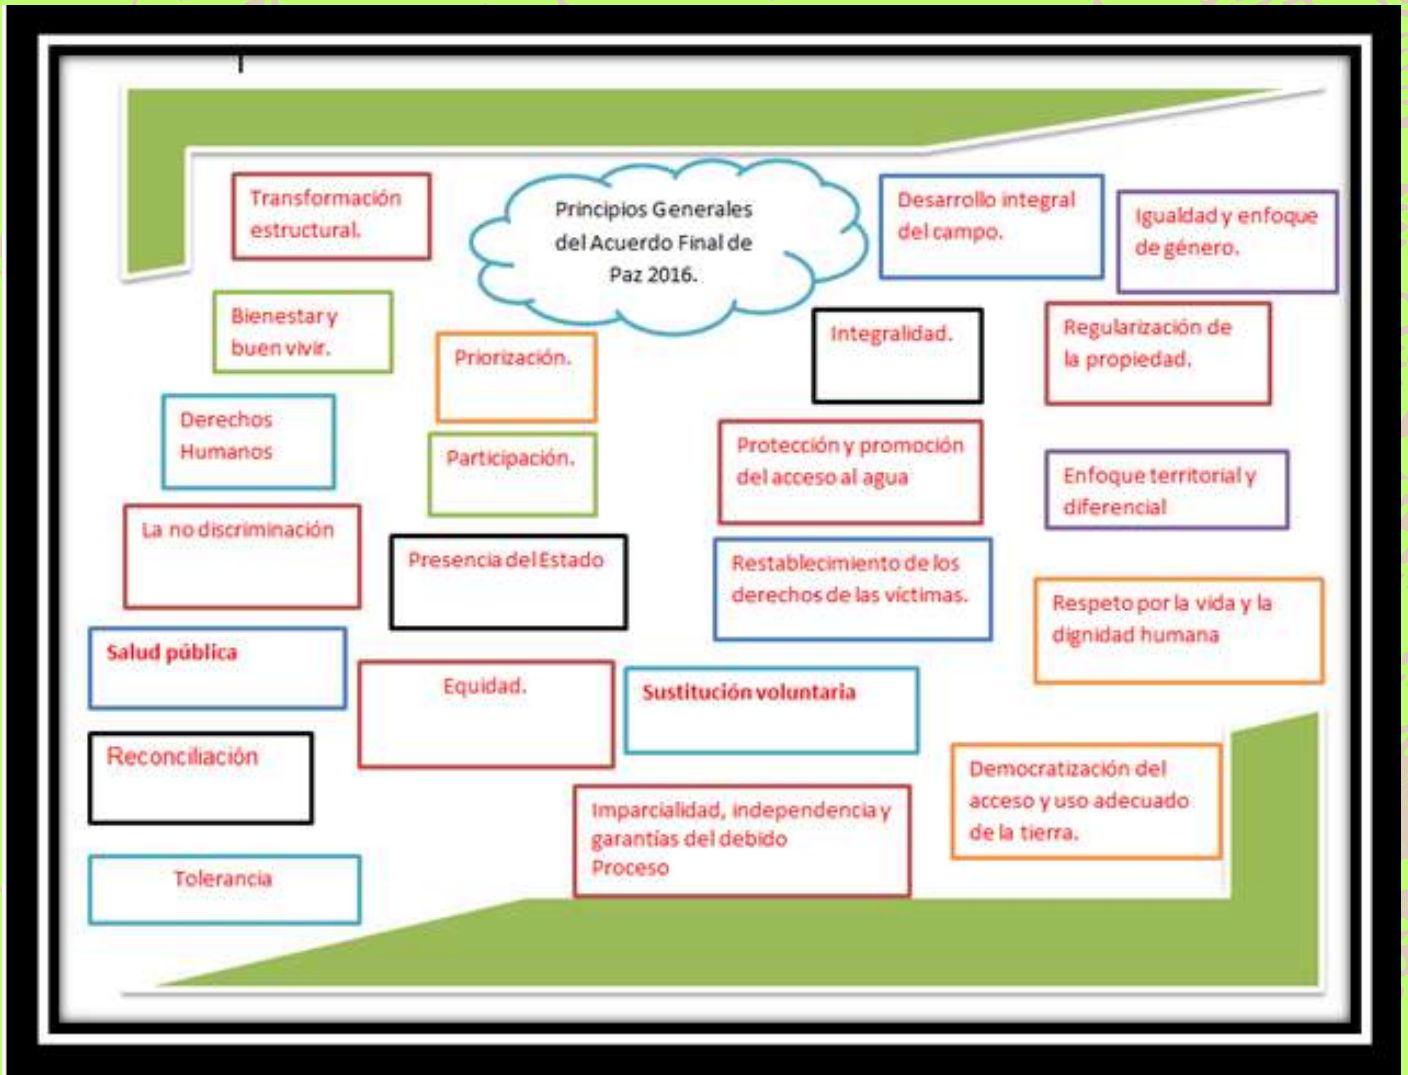 Principios Generales
del Acuerdo Final de
Paz 2016.
Transformación
estructural.
Desarrollo integral
del campo.
Igualdad y enfoque
de género.
Bienestar y
buen vivir.
Priorización.
Integralidad.
Regularización de
la propiedad.
Derechos
Humanos
Participación.
Protección y promoción
del acceso al agua
Enfoque territorial y
diferencial
La no discriminación
Presencia del Estado
Restablecimiento de los
derechos de las víctimas.
Respeto por la vida y la
dignidad humana
Salud pública
Equidad.
Sustitución voluntaria
Reconciliación
Imparcialidad, independencia y
garantías del debido
Proceso
Democratización del
acceso y uso adecuado
de la tierra.
Tolerancia